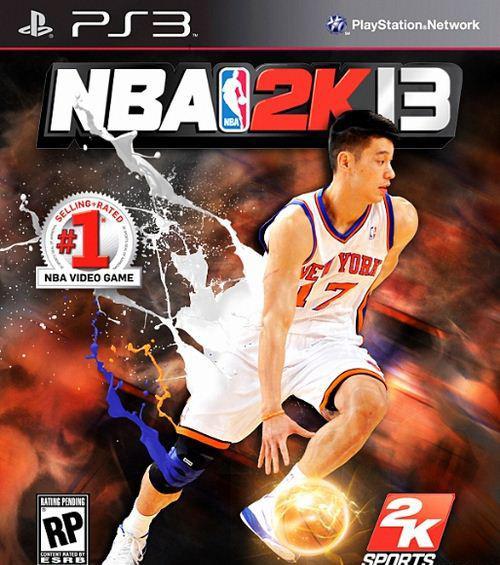 PS3
PlayStation Network
NBA 2K13
NBA
SELLING + RATED
#1
NBA VIDEO GAME
NEW YORK
17
RATING PENDING
RP
CONTENT RATED BY
ESRB
2K
SPORTS